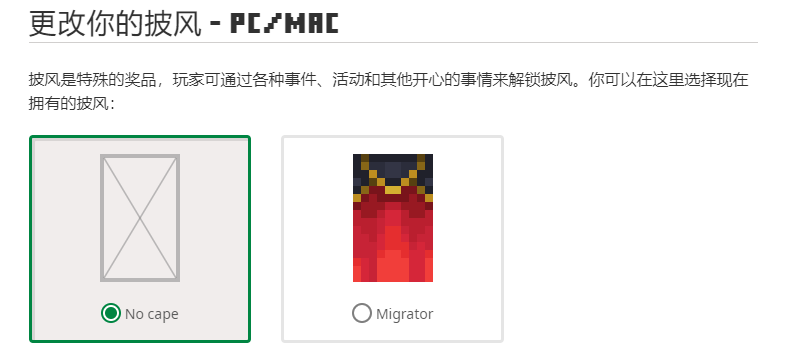 更改你的披风 - PC/MAC
披风是特殊的奖品，玩家可通过各种事件、活动和其他开心的事情来解锁披风。你可以在这里选择现在
拥有的披风：
No cape
Migrator